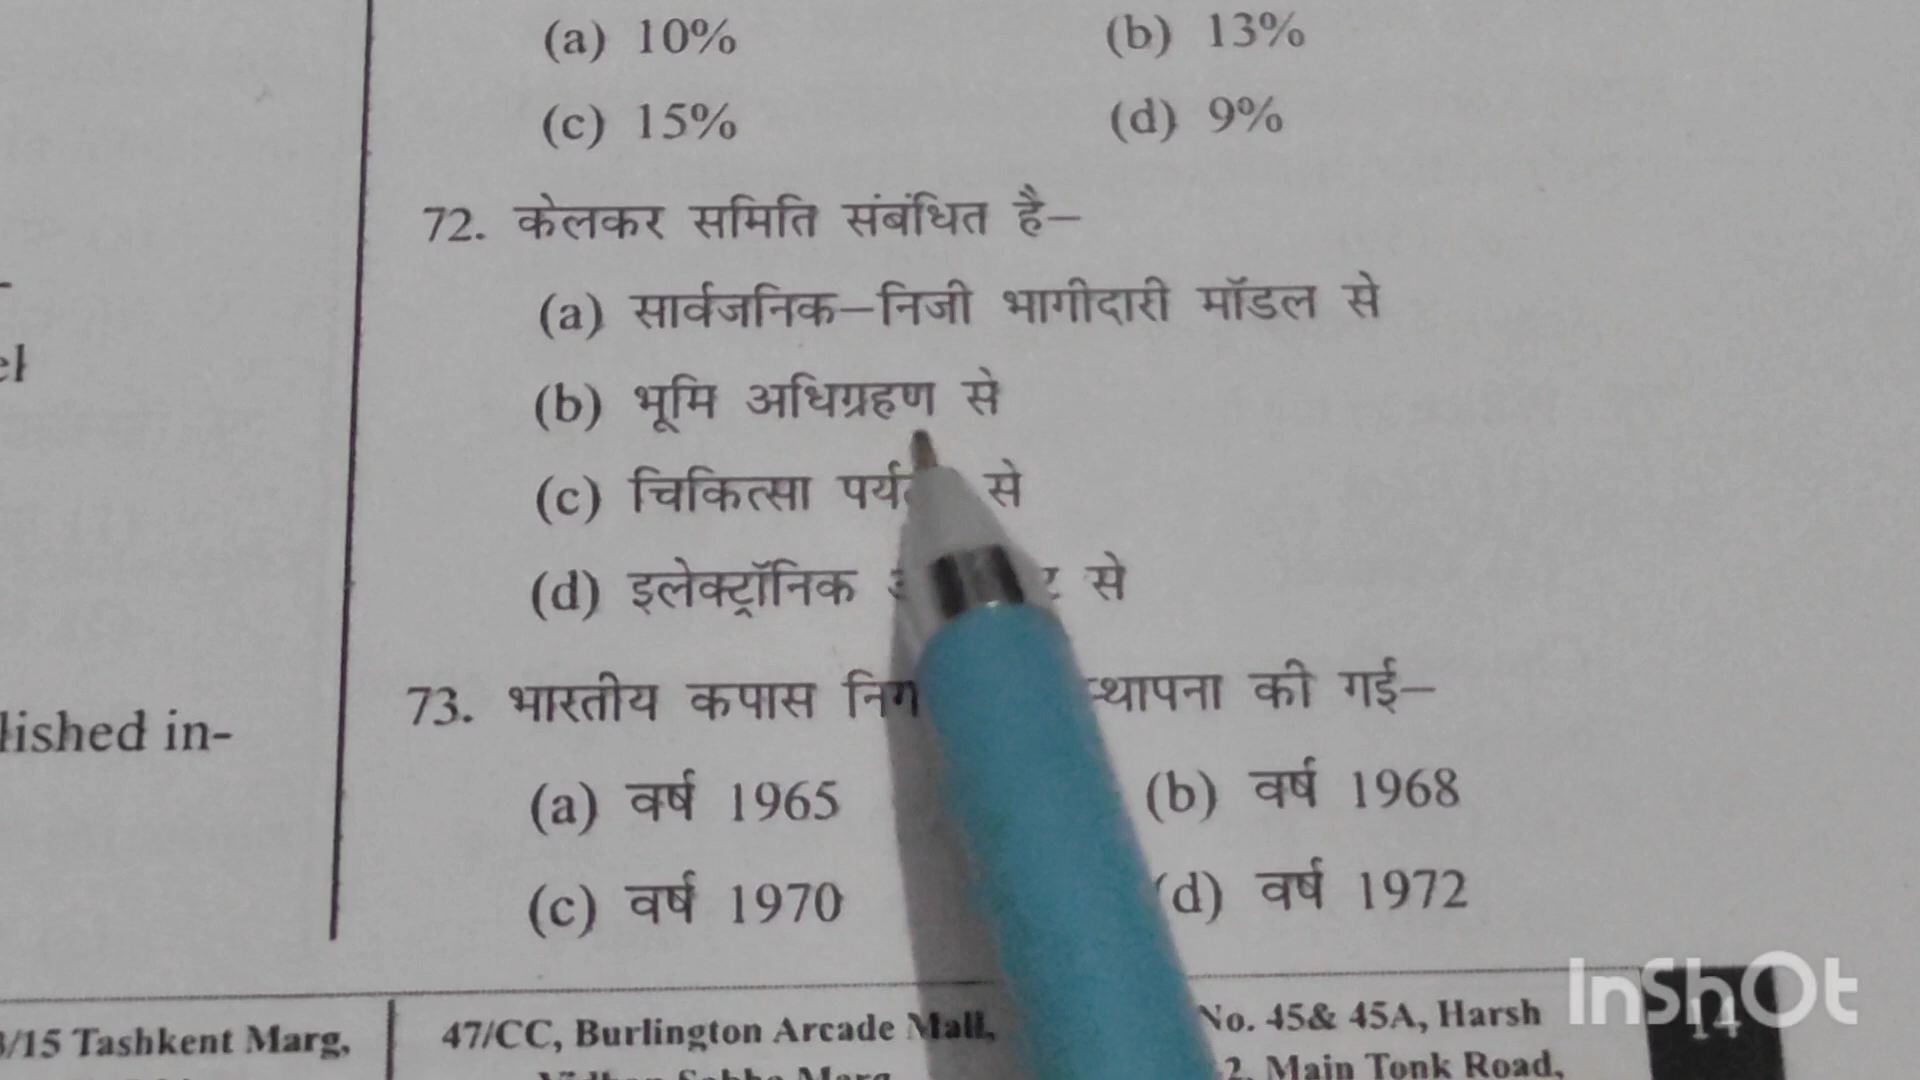 (a) 10% (b) 13%
(c) 15% (d) 9%
72. केलकर समिति संबंधित है–
(a) सार्वजनिक–निजी भागीदारी मॉडल से
(b) भूमि अधिग्रहण से
(c) चिकित्सा से
(d) इलेक्ट्रॉनिक से
73. भारतीय कपास की गई–
(a) वर्ष 1965 (b) वर्ष 1968
(c) वर्ष 1970 (d) वर्ष 1972
lished in-
/15 Tashkent Marg,
47/CC, Burlington Arcade Mall,
No. 45& 45A, Harsh
2, Main Tonk Road,
14
InShOt